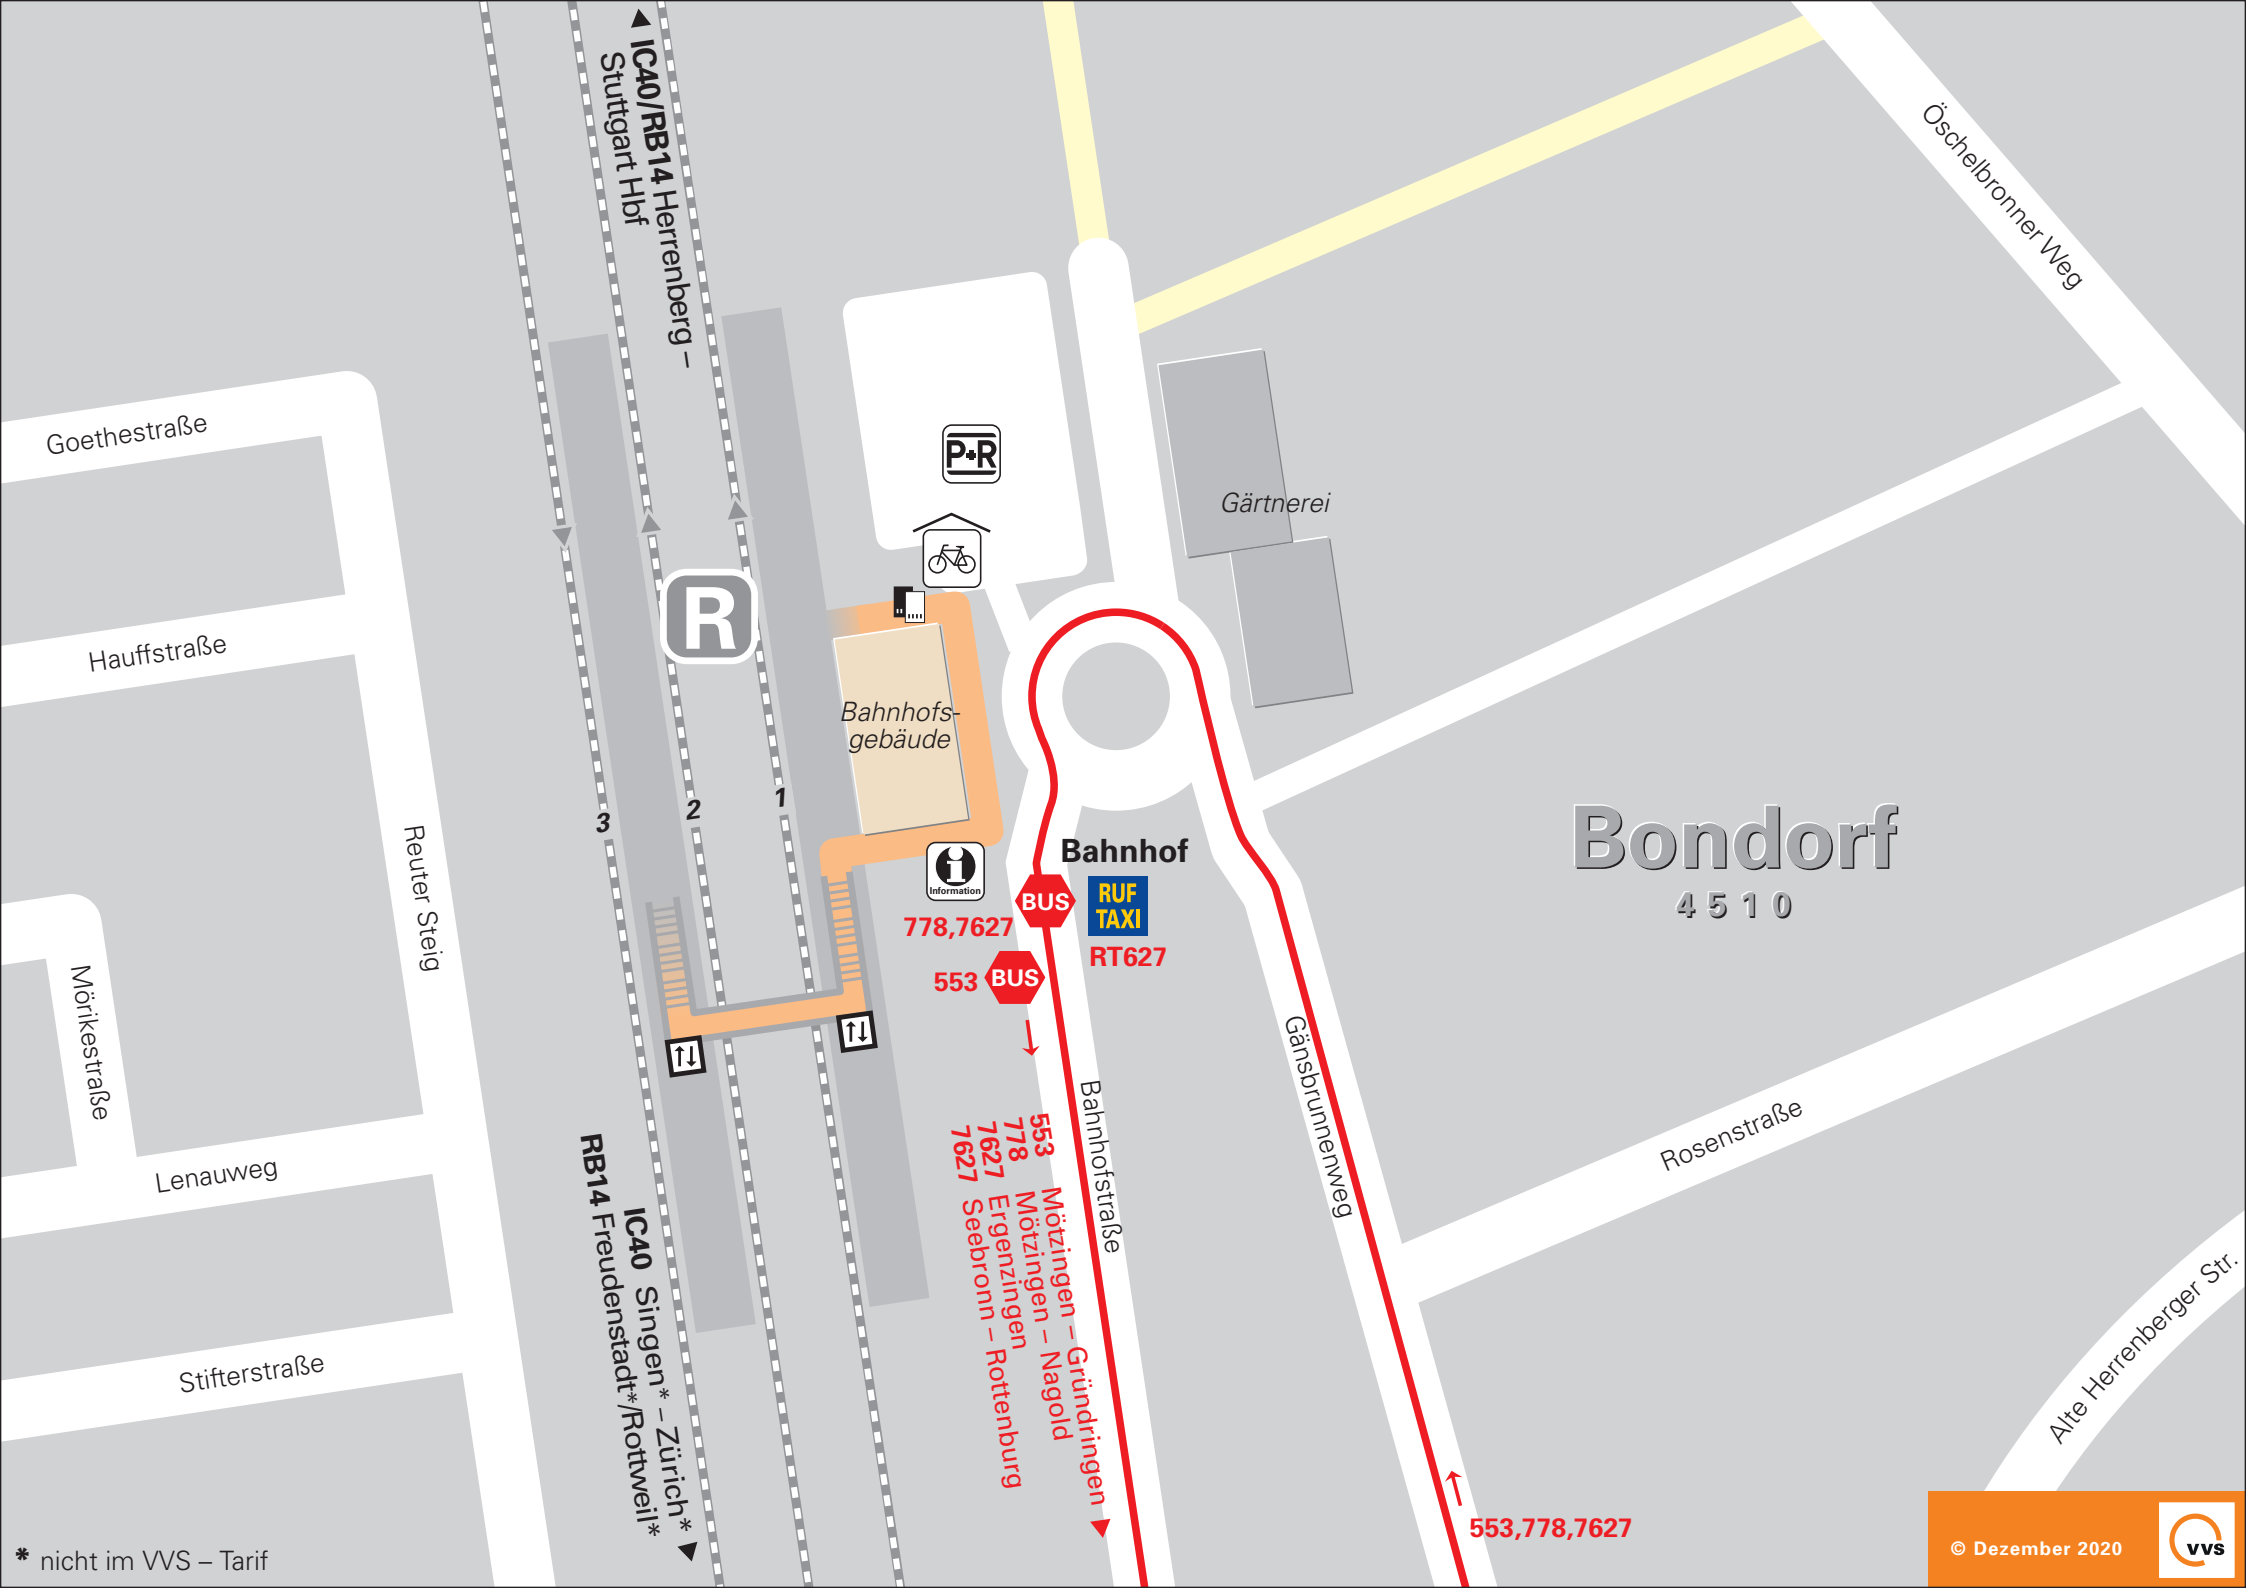 IC40/RB14 Herrenberg –
Stuttgart Hbf
Öschelbronner Weg
Goethestraße
P+R
Gärtnerei
R
Hauffstraße
Bahnhofs-
gebäude
3
2
1
Reuter Steig
Information
Bahnhof
BUS
RUF
TAXI
778,7627
RT627
553
BUS
Bondorf
4510
Mörikestraße
Lenauweg
Stifterstraße
Gänsbrunnenweg
Bahnhofstraße
Rosenstraße
Alte Herrenberger Str.
553 Mötzingen – Gründringen
778 Mötzingen – Nagold
7627 Ergenzingen
7627 Seebronn – Rottenburg
IC40 Singen* – Zürich*
RB14 Freudenstadt*/Rottweil*
553,778,7627
* nicht im VVS – Tarif
© Dezember 2020
VVS